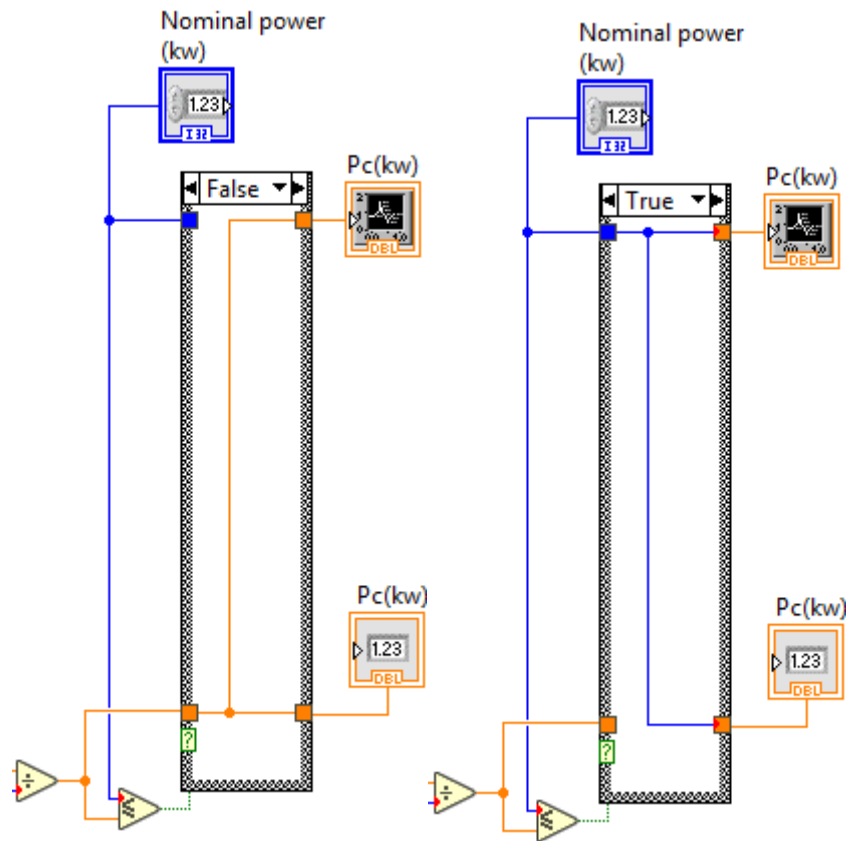 Nominal power
(kw)
1.23
I32
False
Pc(kw)
DBL
Pc(kw)
1.23
DBL
?
÷
≤
Nominal power
(kw)
1.23
I32
True
Pc(kw)
DBL
Pc(kw)
1.23
DBL
?
÷
≤